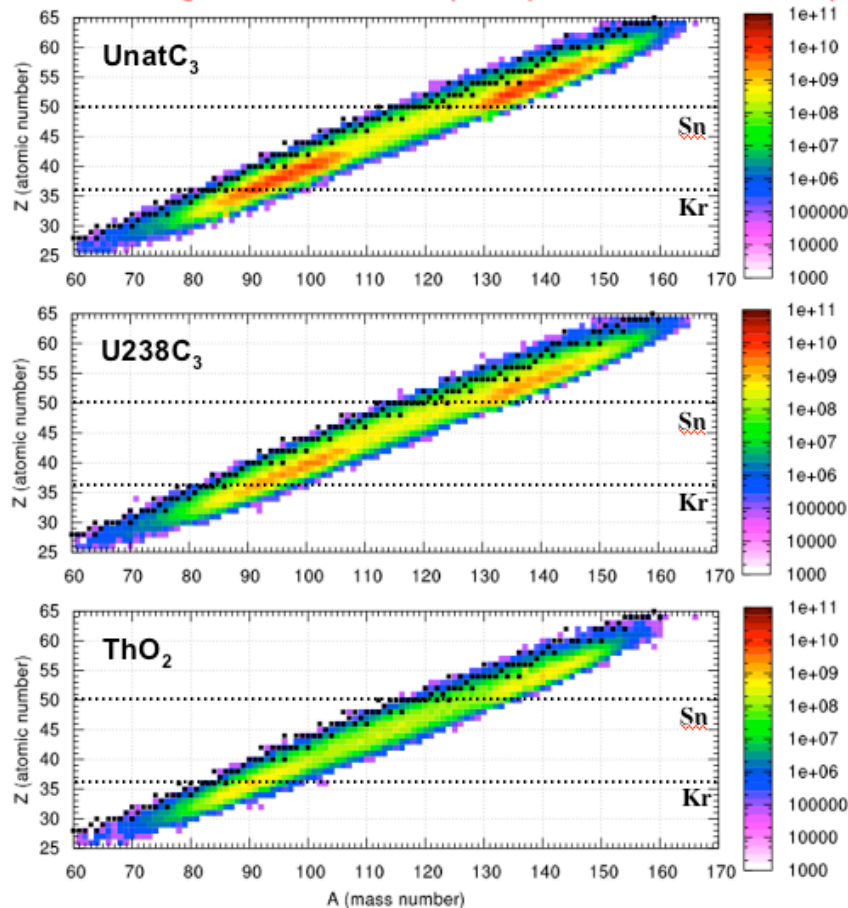 UnatC3
Z (atomic number)
65
60
55
50
45
40
35
30
25
Sn
Kr
60 70 80 90 100 110 120 130 140 150 160 170
1e+11
1e+10
1e+09
1e+08
1e+07
1e+06
100000
10000
1000
U238C3
Z (atomic number)
65
60
55
50
45
40
35
30
25
Sn
Kr
60 70 80 90 100 110 120 130 140 150 160 170
1e+11
1e+10
1e+09
1e+08
1e+07
1e+06
100000
10000
1000
ThO2
Z (atomic number)
65
60
55
50
45
40
35
30
25
Sn
Kr
60 70 80 90 100 110 120 130 140 150 160 170
A (mass number)
1e+11
1e+10
1e+09
1e+08
1e+07
1e+06
100000
10000
1000